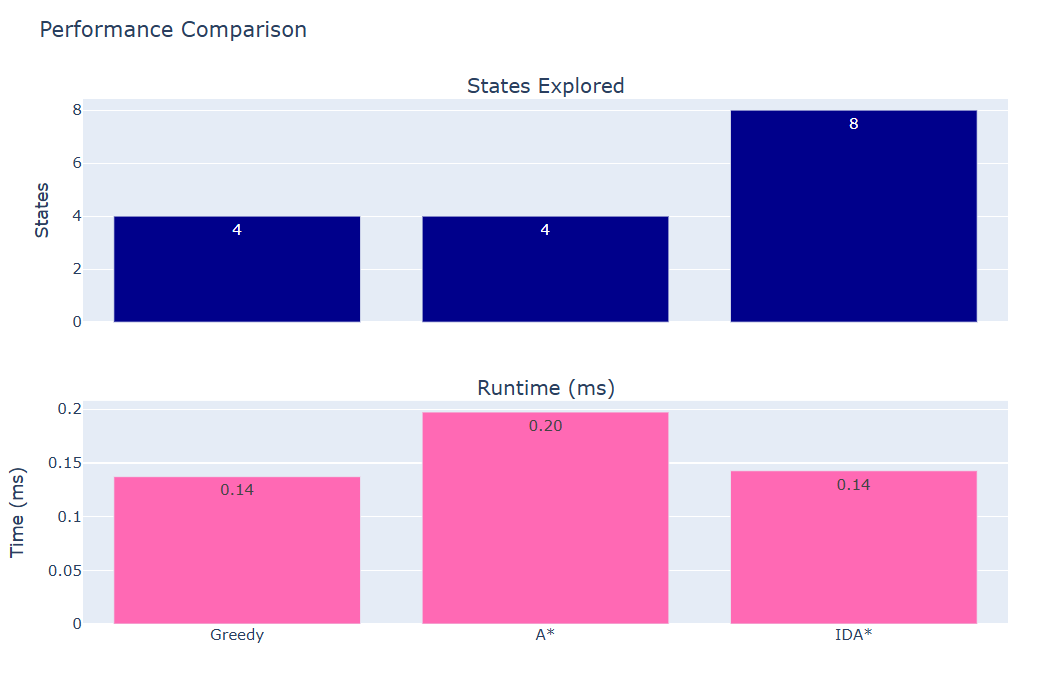 Performance Comparison
States Explored
States
8
6
4
2
0
4
4
8
Runtime (ms)
Time (ms)
0.2
0.15
0.1
0.05
0
0.14
0.20
0.14
Greedy
A*
IDA*